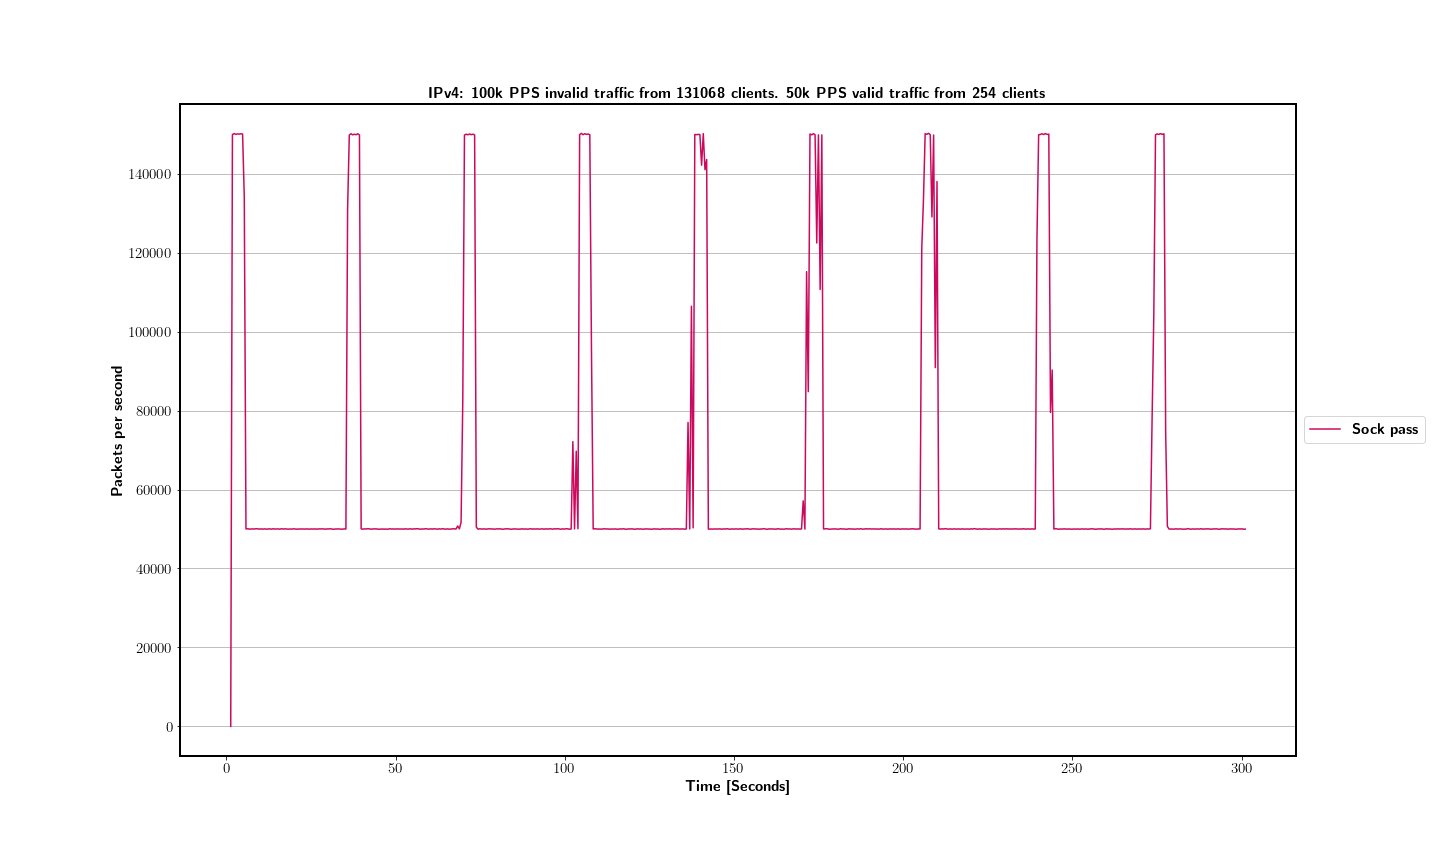 IPv4: 100k PPS invalid traffic from 131068 clients. 50k PPS valid traffic from 254 clients
140000
120000
100000
80000
60000
40000
20000
0
Packets per second
Sock pass
0 50 100 150 200 250 300
Time [Seconds]